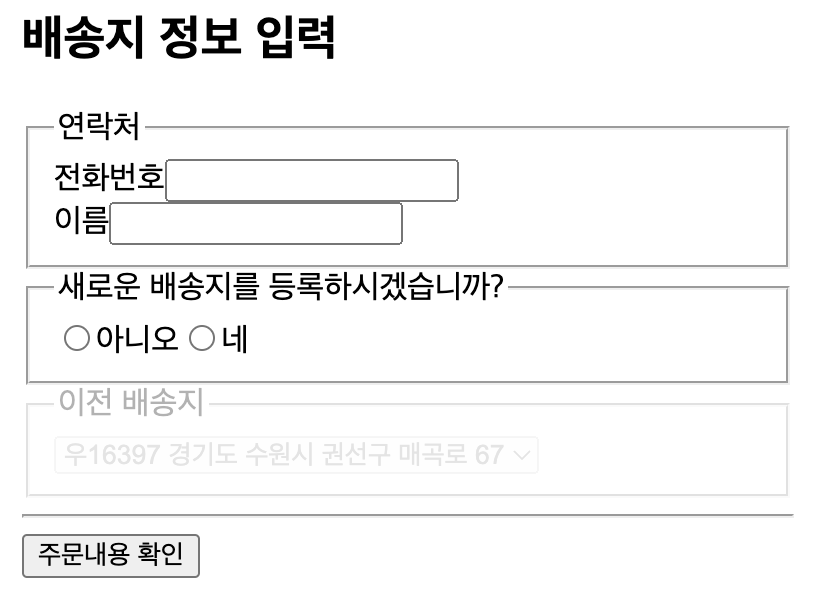 배송지 정보 입력
연락처
전화번호
이름
새로운 배송지를 등록하시겠습니까?
아니오 네
이전 배송지
우16397 경기도 수원시 권선구 매곡로 67
주문내용 확인